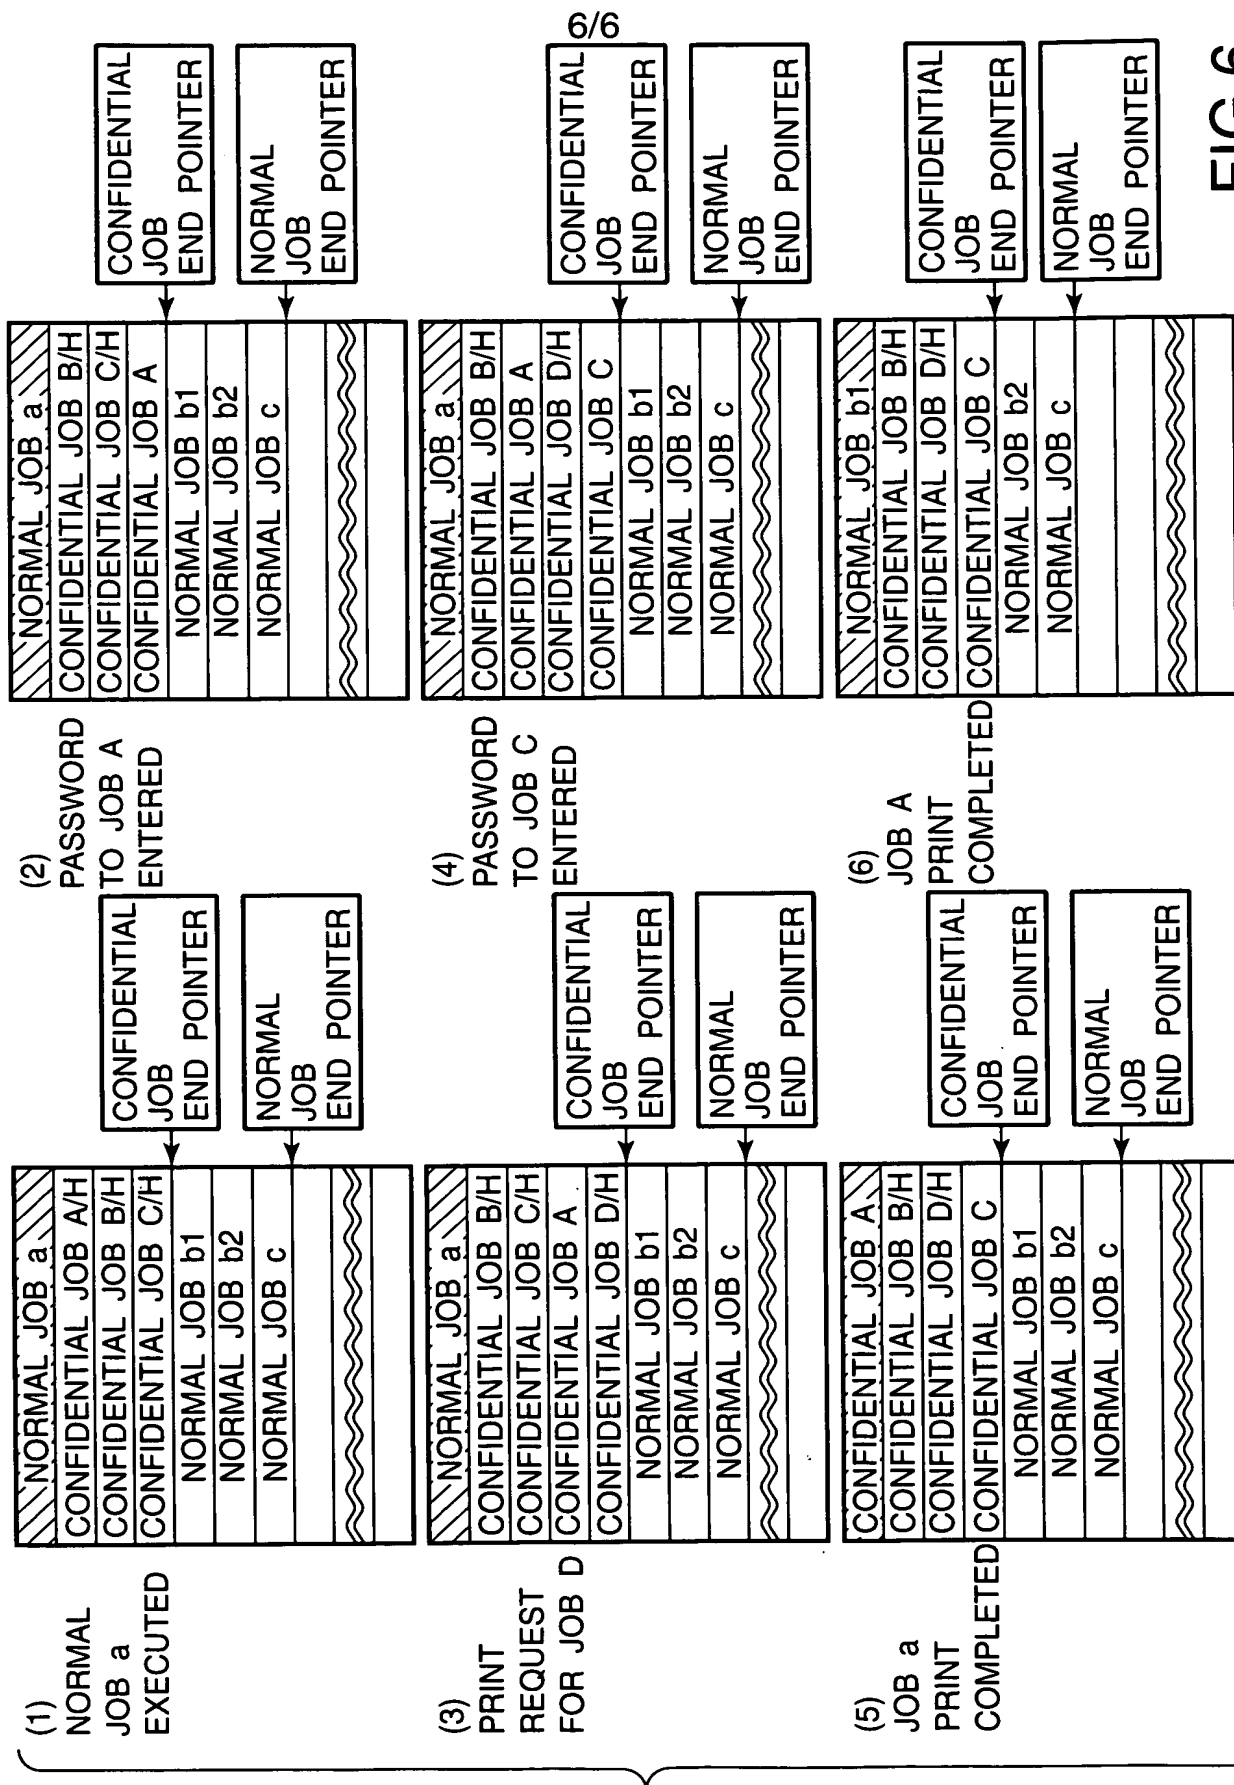 6/6
(1)
NORMAL
JOB a
EXECUTED
NORMAL JOB a
CONFIDENTIAL JOB A/H
CONFIDENTIAL JOB B/H
CONFIDENTIAL JOB C/H
NORMAL JOB b1
NORMAL JOB b2
NORMAL JOB c
CONFIDENTIAL
JOB
END POINTER
NORMAL
JOB
END POINTER
(2)
PASSWORD
TO JOB A
ENTERED
NORMAL JOB a
CONFIDENTIAL JOB B/H
CONFIDENTIAL JOB C/H
CONFIDENTIAL JOB A
NORMAL JOB b1
NORMAL JOB b2
NORMAL JOB c
CONFIDENTIAL
JOB
END POINTER
NORMAL
JOB
END POINTER
(3)
PRINT
REQUEST
FOR JOB D
NORMAL JOB a
CONFIDENTIAL JOB B/H
CONFIDENTIAL JOB C/H
CONFIDENTIAL JOB A
CONFIDENTIAL JOB D/H
NORMAL JOB b1
NORMAL JOB b2
NORMAL JOB c
CONFIDENTIAL
JOB
END POINTER
NORMAL
JOB
END POINTER
(4)
PASSWORD
TO JOB C
ENTERED
NORMAL JOB a
CONFIDENTIAL JOB B/H
CONFIDENTIAL JOB A
CONFIDENTIAL JOB D/H
CONFIDENTIAL JOB C
NORMAL JOB b1
NORMAL JOB b2
NORMAL JOB c
CONFIDENTIAL
JOB
END POINTER
NORMAL
JOB
END POINTER
(5)
JOB a
PRINT
COMPLETED
CONFIDENTIAL JOB A
CONFIDENTIAL JOB B/H
CONFIDENTIAL JOB D/H
CONFIDENTIAL JOB C
NORMAL JOB b1
NORMAL JOB b2
NORMAL JOB c
CONFIDENTIAL
JOB
END POINTER
NORMAL
JOB
END POINTER
(6)
JOB A
PRINT
COMPLETED
NORMAL JOB b1
CONFIDENTIAL JOB B/H
CONFIDENTIAL JOB D/H
CONFIDENTIAL JOB C
NORMAL JOB b2
NORMAL JOB c
CONFIDENTIAL
JOB
END POINTER
NORMAL
JOB
END POINTER
FIG 6